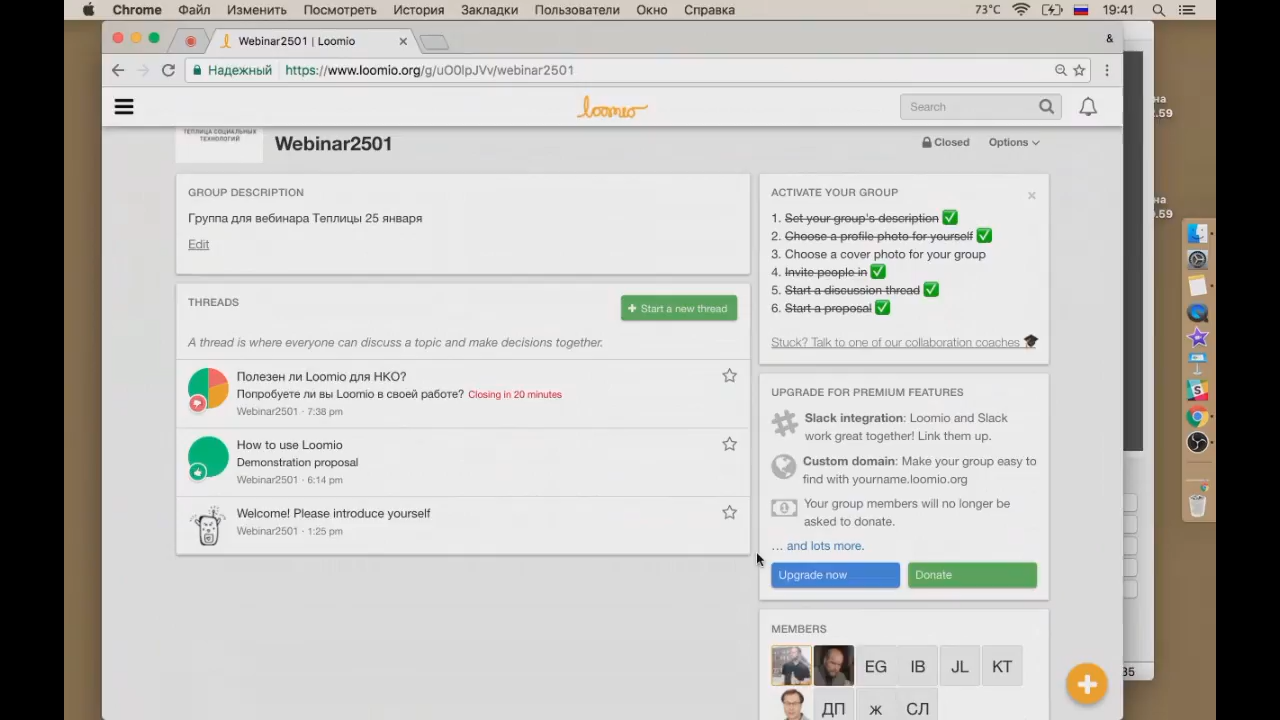 Chrome Файл Изменить Посмотреть История Закладки Пользователи Окно Справка 73°C 19:41
Webinar2501 | Loomio
&
Надежный https://www.loomio.org/g/uO0lpJVv/webinar2501
loomio
Search
ТЕПЛИЦА СОЦИАЛЬНЫХ
ТЕХНОЛОГИЙ
Webinar2501
Closed Options
GROUP DESCRIPTION
Группа для вебинара Теплицы 25 января
Edit
THREADS
+ Start a new thread
A thread is where everyone can discuss a topic and make decisions together.
Полезен ли Loomio для НКО?
Попробуете ли вы Loomio в своей работе? Closing in 20 minutes
Webinar2501 · 7:38 pm
How to use Loomio
Demonstration proposal
Webinar2501 · 6:14 pm
Welcome! Please introduce yourself
Webinar2501 · 1:25 pm
ACTIVATE YOUR GROUP
1. Set your group's description
2. Choose a profile photo for yourself
3. Choose a cover photo for your group
4. Invite people in
5. Start a discussion thread
6. Start a proposal
Stuck? Talk to one of our collaboration coaches
UPGRADE FOR PREMIUM FEATURES
Slack integration: Loomio and Slack
work great together! Link them up.
Custom domain: Make your group easy to
find with yourname.loomio.org
Your group members will no longer be
asked to donate.
… and lots more.
Upgrade now
Donate
MEMBERS
EG IB JL KT
ДП ж СЛ
на
.59
на
.59
35